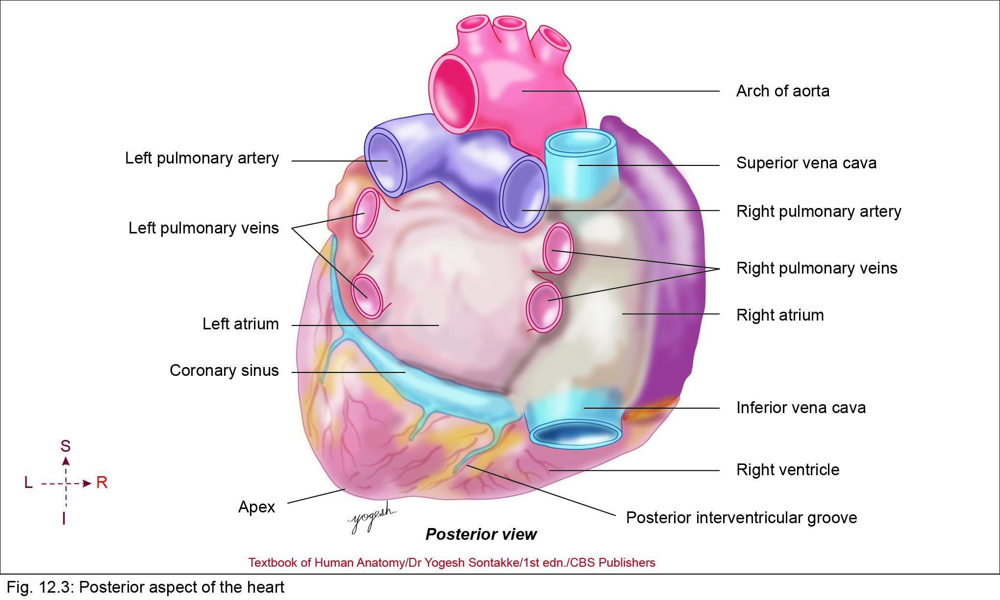 Arch of aorta
Left pulmonary artery
Superior vena cava
Right pulmonary artery
Left pulmonary veins
Right pulmonary veins
Left atrium
Right atrium
Coronary sinus
Inferior vena cava
S
L
R
I
Right ventricle
Apex
Posterior interventricular groove
yogesh
Posterior view
Textbook of Human Anatomy/Dr Yogesh Sontakke/1st edn./CBS Publishers
Fig. 12.3: Posterior aspect of the heart